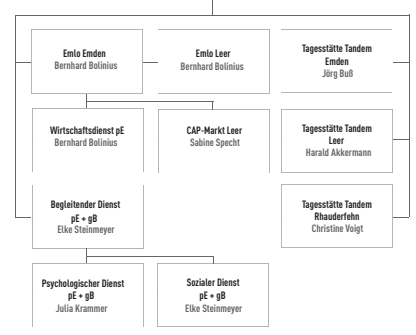 Emlo Emden
Bernhard Bolinius
Emlo Leer
Bernhard Bolinius
Tagesstätte Tandem
Emden
Jörg Buß
Wirtschaftsdienst pE
Bernhard Bolinius
CAP-Markt Leer
Sabine Specht
Tagesstätte Tandem
Leer
Harald Akkermann
Begleitender Dienst
pE + gB
Elke Steinmeyer
Tagesstätte Tandem
Rhauderfehn
Christine Voigt
Psychologischer Dienst
pE + gB
Julia Krammer
Sozialer Dienst
pE + gB
Elke Steinmeyer